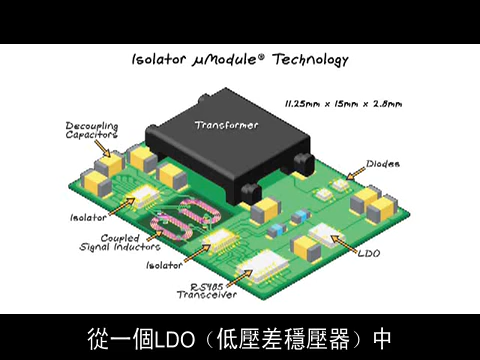 Isolator µModule® Technology
11.25mm x 15mm x 2.8mm
Transformer
Decoupling
Capacitors
Diodes
Isolator
Coupled
Signal Inductors
Isolator
LDO
RS485
Transceiver
從一個LDO（低壓差穩壓器）中